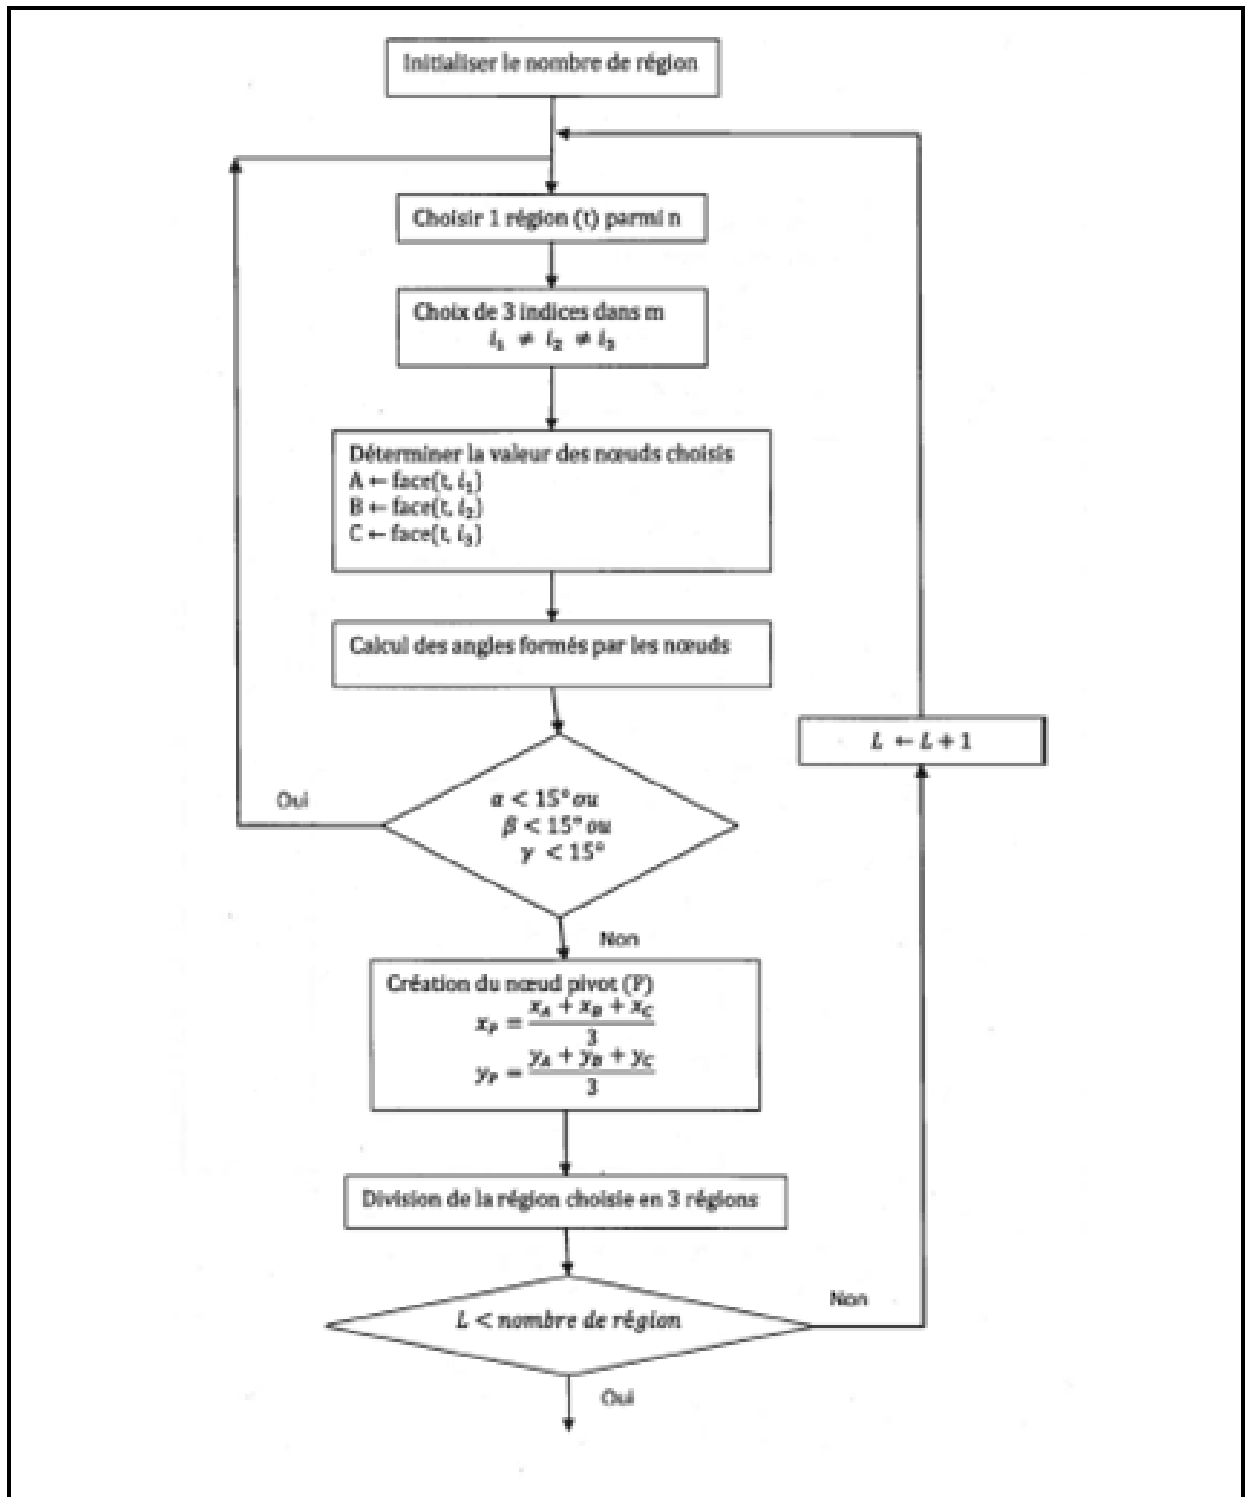 Initialiser le nombre de région
Choisir 1 région (t) parmi n
Choix de 3 indices dans m
i₁ ≠ i₂ ≠ i₃
Déterminer la valeur des nœuds choisis
A ← face(t, i₁)
B ← face(t, i₂)
C ← face(t, i₃)
Calcul des angles formés par les nœuds
L ← L + 1
Oui
α < 15° ou
β < 15° ou
γ < 15°
Non
Création du nœud pivot (P)
x_P = (x_A + x_B + x_C) / 3
y_P = (y_A + y_B + y_C) / 3
Division de la région choisie en 3 régions
L < nombre de région
Non
Oui